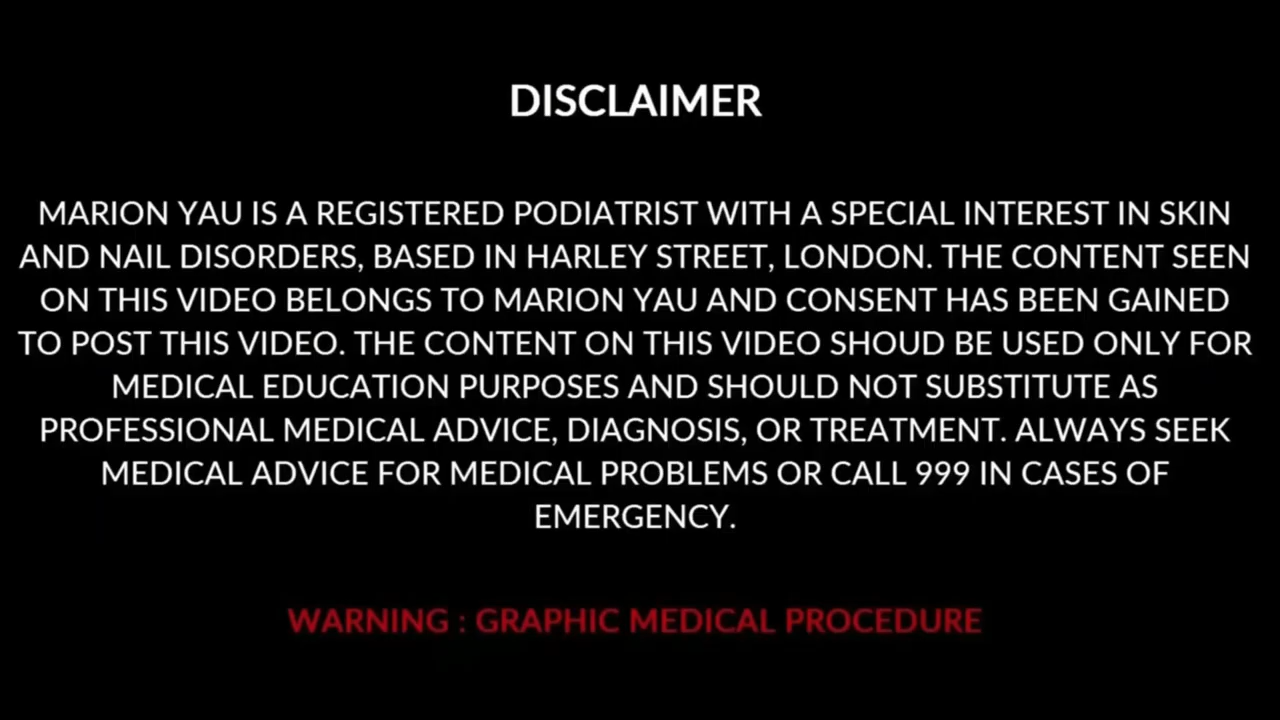 DISCLAIMER
MARION YAU IS A REGISTERED PODIATRIST WITH A SPECIAL INTEREST IN SKIN
AND NAIL DISORDERS, BASED IN HARLEY STREET, LONDON. THE CONTENT SEEN
ON THIS VIDEO BELONGS TO MARION YAU AND CONSENT HAS BEEN GAINED
TO POST THIS VIDEO. THE CONTENT ON THIS VIDEO SHOUD BE USED ONLY FOR
MEDICAL EDUCATION PURPOSES AND SHOULD NOT SUBSTITUTE AS
PROFESSIONAL MEDICAL ADVICE, DIAGNOSIS, OR TREATMENT. ALWAYS SEEK
MEDICAL ADVICE FOR MEDICAL PROBLEMS OR CALL 999 IN CASES OF
EMERGENCY.
WARNING : GRAPHIC MEDICAL PROCEDURE